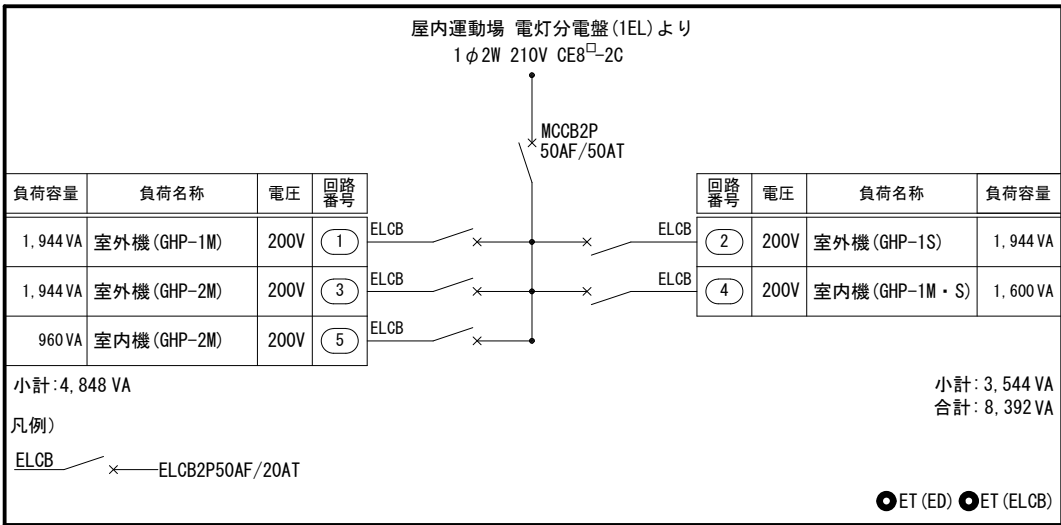 屋内運動場 電灯分電盤(1EL)より
1φ2W 210V CE8□-2C
MCCB2P
50AF/50AT
負荷容量 負荷名称 電圧 回路番号
1,944VA 室外機(GHP-1M) 200V 1 ELCB
1,944VA 室外機(GHP-2M) 200V 3 ELCB
960VA 室内機(GHP-2M) 200V 5 ELCB
小計:4,848 VA
回路番号 電圧 負荷名称 負荷容量
ELCB 2 200V 室外機(GHP-1S) 1,944VA
ELCB 4 200V 室内機(GHP-1M・S) 1,600VA
小計:3,544VA
合計:8,392VA
凡例)
ELCB ELCB2P50AF/20AT
ET(ED) ET(ELCB)